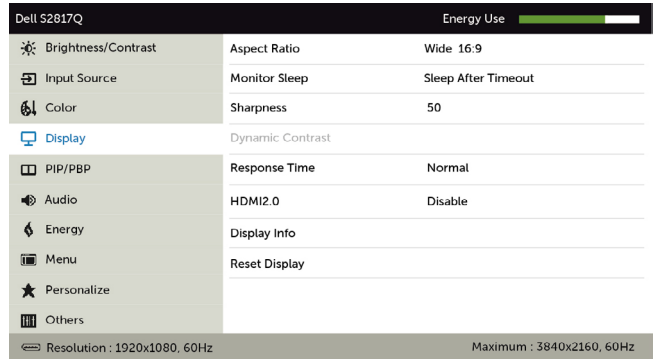 Dell S2817Q Energy Use
Brightness/Contrast Aspect Ratio Wide 16:9
Input Source Monitor Sleep Sleep After Timeout
Color Sharpness 50
Display Dynamic Contrast
PIP/PBP Response Time Normal
Audio HDMI2.0 Disable
Energy Display Info
Menu Reset Display
Personalize
Others
Resolution : 1920x1080, 60Hz Maximum : 3840x2160, 60Hz